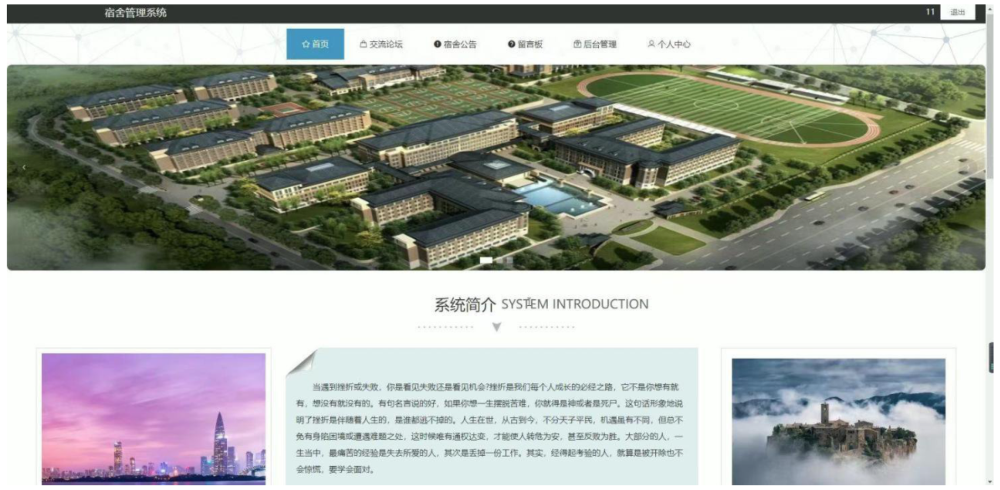 宿舍管理系统
11 退出
首页 交流论坛 宿舍公告 留言板 后台管理 个人中心
系统简介 SYSTEM INTRODUCTION
当遇到挫折或失败，你是看见失败还是看见机会?挫折是我们每个人成长的必经之路，它不是你想有就
有，想没有就没有的。有句名言说的好，如果你想一生摆脱苦难，你就得是神或者是死尸。这句话形象地说
明了挫折是伴随着人生的，是谁都逃不掉的。人生在世，从古到今，不分天子平民，机遇虽有不同，但总不
免有身陷困境或遭遇难题之处，这时候唯有通权达变，才能使人转危为安，甚至反败为胜。大部分的人，一
生当中，最痛苦的经验是失去所爱的人，其次是丢掉一份工作。其实，经得起考验的人，就算是被开除也不
会惊慌，要学会面对。